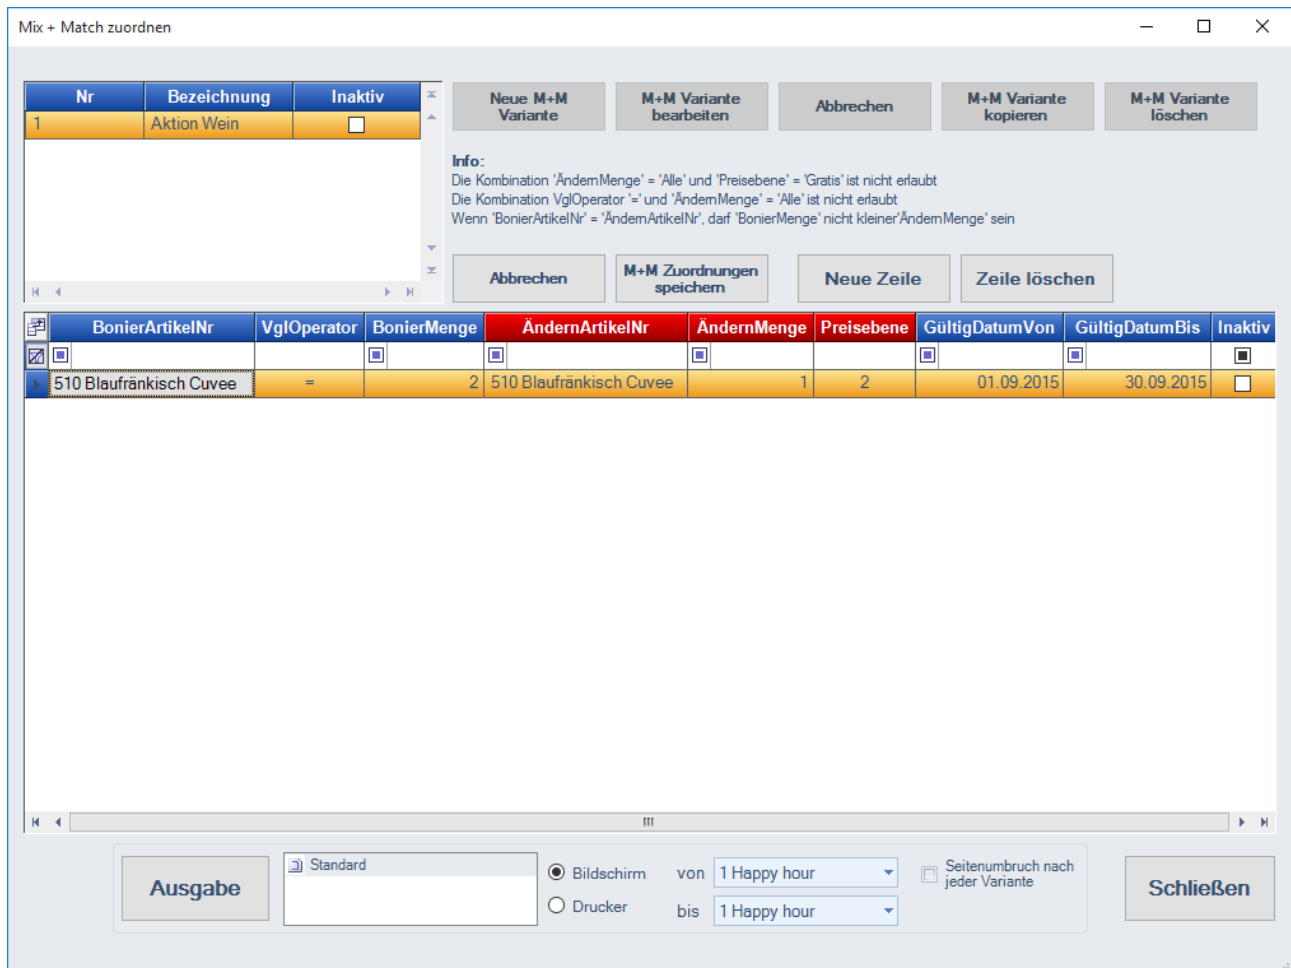 Mix + Match zuordnen
Nr Bezeichnung Inaktiv
1 Aktion Wein
Neue M+M Variante
M+M Variante bearbeiten
Abbrechen
M+M Variante kopieren
M+M Variante löschen
Info:
Die Kombination 'ÄndernMenge' = 'Alle' und 'Preisebene' = 'Gratis' ist nicht erlaubt
Die Kombination VglOperator '=' und 'ÄndernMenge' = 'Alle' ist nicht erlaubt
Wenn 'BonierArtikelNr' = 'ÄndernArtikelNr', darf 'BonierMenge' nicht kleiner'ÄndernMenge' sein
Abbrechen
M+M Zuordnungen speichern
Neue Zeile
Zeile löschen
BonierArtikelNr VglOperator BonierMenge ÄndernArtikelNr ÄndernMenge Preisebene GültigDatumVon GültigDatumBis Inaktiv
510 Blaufränkisch Cuvee = 2 510 Blaufränkisch Cuvee 1 2 01.09.2015 30.09.2015
Ausgabe
Standard
Bildschirm
Drucker
von 1 Happy hour
bis 1 Happy hour
Seitenumbruch nach
jeder Variante
Schließen